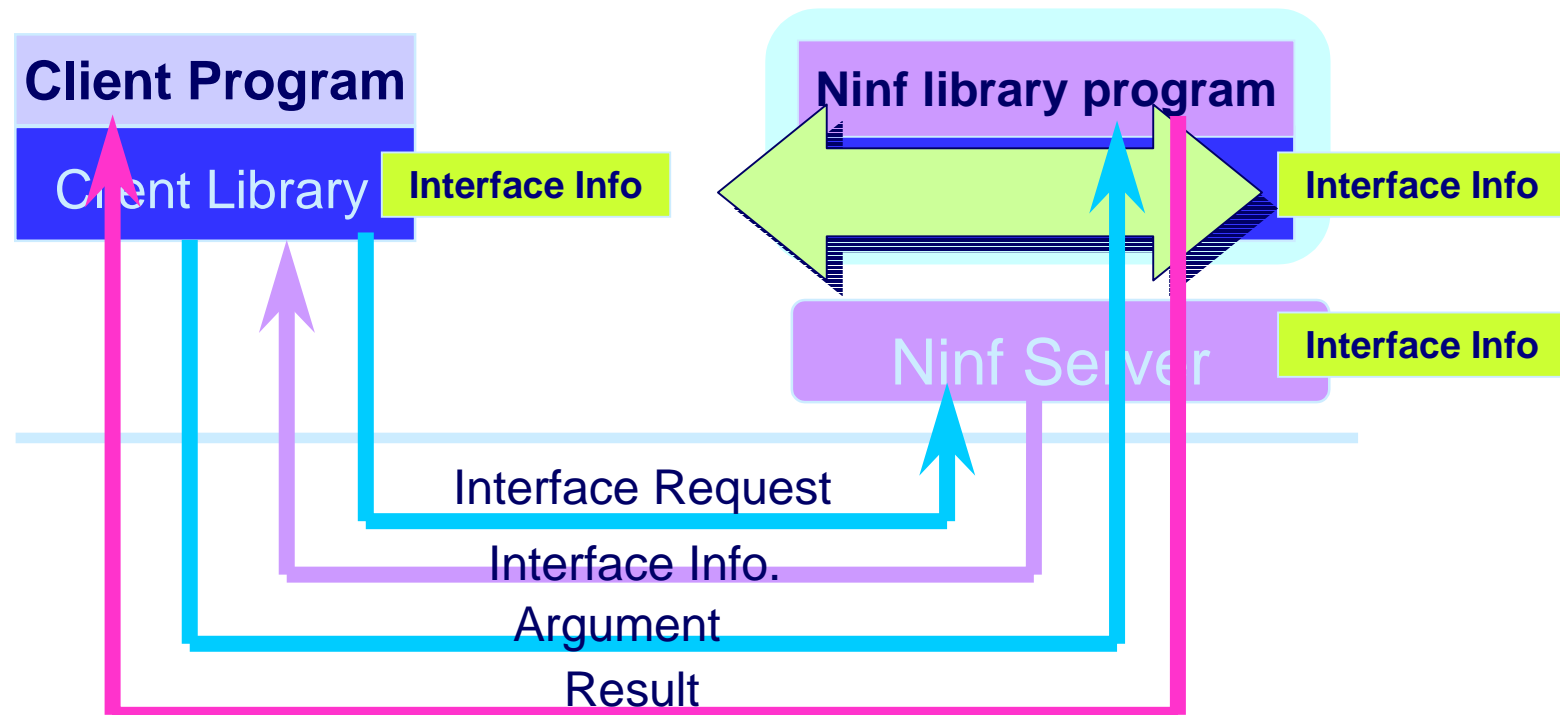 Client Program
Ninf library program
Client Library
Interface Info
Interface Info
Ninf Server
Interface Info
Interface Request
Interface Info.
Argument
Result